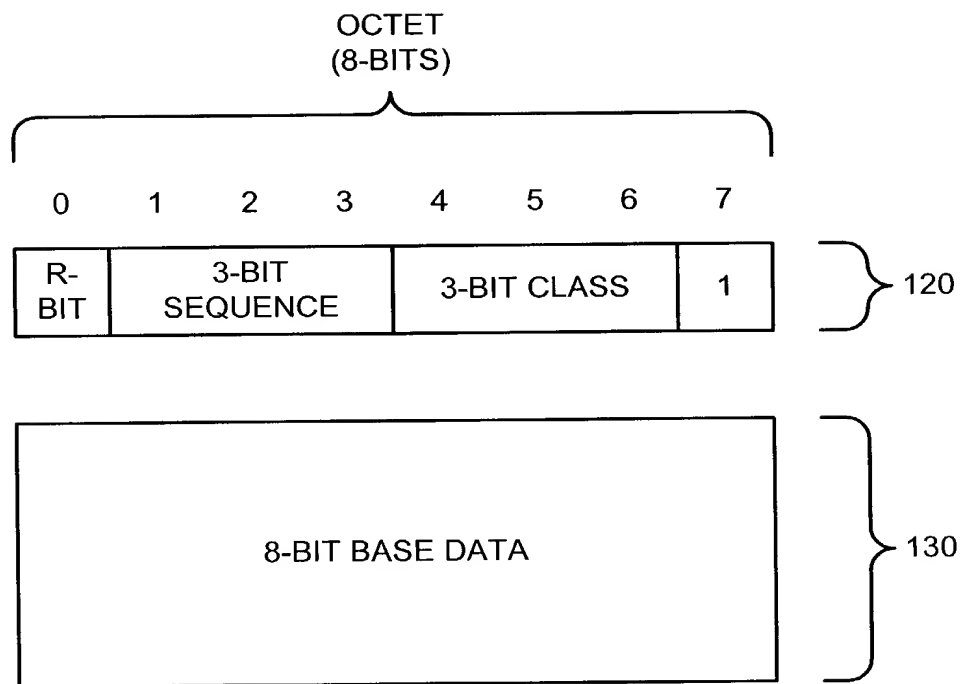 OCTET
(8-BITS)
0 1 2 3 4 5 6 7
R-
BIT
3-BIT
SEQUENCE
3-BIT CLASS
1
120
8-BIT BASE DATA
130